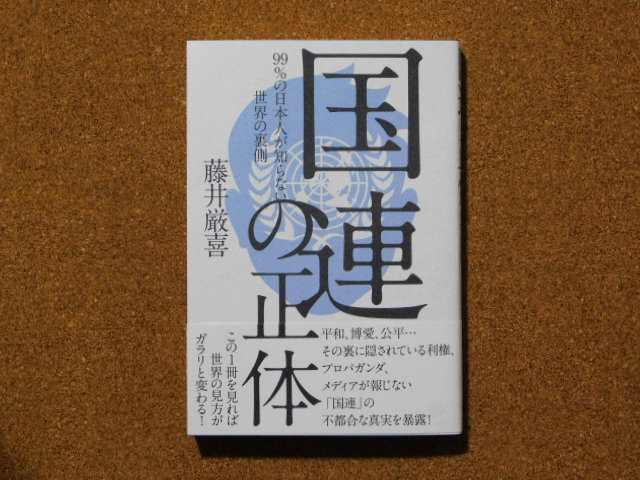 国連の正体
99%の日本人が知らない
世界の裏側
藤井厳喜
平和、博愛、公平…
その裏に隠されている利権、
プロパガンダ、
メディアが報じない
「国連」の
不都合な真実を暴露！
この1冊を見れば
世界の見方が
ガラリと変わる！